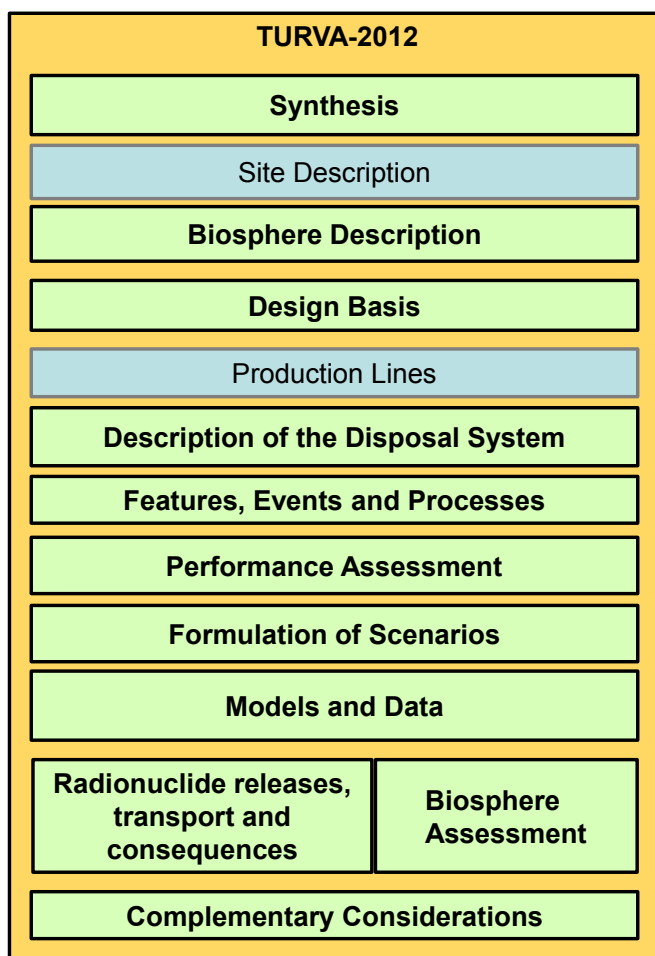 TURVA-2012
Synthesis
Site Description
Biosphere Description
Design Basis
Production Lines
Description of the Disposal System
Features, Events and Processes
Performance Assessment
Formulation of Scenarios
Models and Data
Radionuclide releases,
transport and
consequences
Biosphere
Assessment
Complementary Considerations